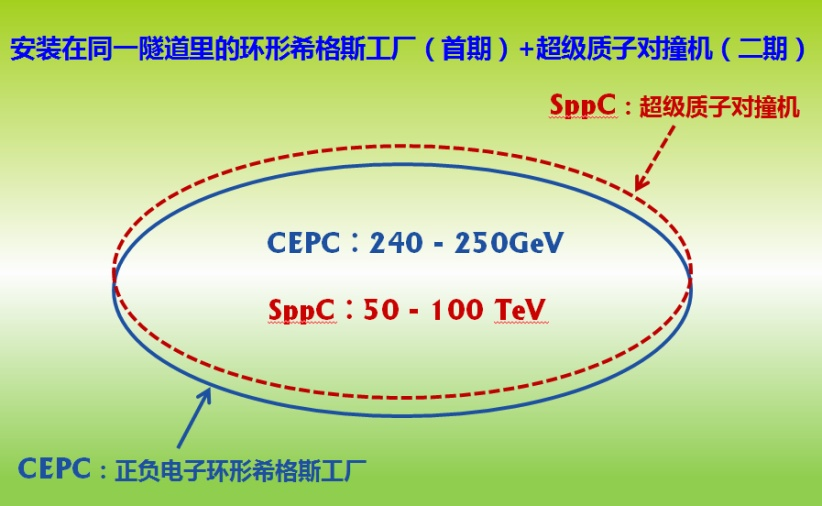 安装在同一隧道里的环形希格斯工厂（首期）+超级质子对撞机（二期）
SppC：超级质子对撞机
CEPC：240 - 250GeV
SppC：50 - 100 TeV
CEPC：正负电子环形希格斯工厂